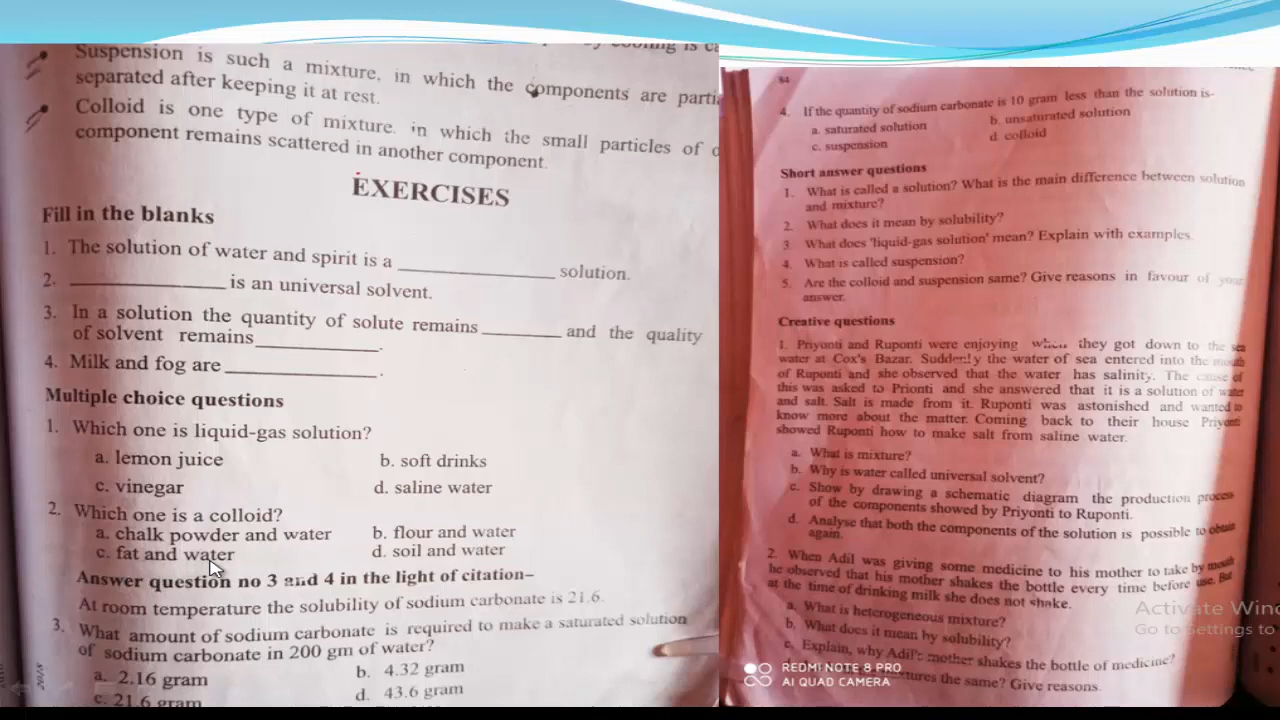 Suspension is such a mixture, in which the components are parti
separated after keeping it at rest.
Colloid is one type of mixture. in which the small particles of
component remains scattered in another component.
EXERCISES
Fill in the blanks
1. The solution of water and spirit is a ______________ solution.
2. ______________ is an universal solvent.
3. In a solution the quantity of solute remains ________ and the quality
of solvent remains ____________.
4. Milk and fog are ______________.
Multiple choice questions
1. Which one is liquid-gas solution?
a. lemon juice b. soft drinks
c. vinegar d. saline water
2. Which one is a colloid?
a. chalk powder and water b. flour and water
c. fat and water d. soil and water
Answer question no 3 and 4 in the light of citation–
At room temperature the solubility of sodium carbonate is 21.6.
3. What amount of sodium carbonate is required to make a saturated solution
of sodium carbonate in 200 gm of water?
a. 2.16 gram b. 4.32 gram
c. 21.6 gram d. 43.6 gram
2018
84
4. If the quantity of sodium carbonate is 10 gram less than the solution is-
a. saturated solution b. unsaturated solution
c. suspension d. colloid
Short answer questions
1. What is called a solution? What is the main difference between solution
and mixture?
2. What does it mean by solubility?
3. What does 'liquid-gas solution' mean? Explain with examples.
4. What is called suspension?
5. Are the colloid and suspension same? Give reasons in favour of your
answer.
Creative questions
1. Priyonti and Ruponti were enjoying when they got down to the sea
water at Cox's Bazar. Suddenly the water of sea entered into the mouth
of Ruponti and she observed that the water has salinity. The cause of
this was asked to Prionti and she answered that it is a solution of water
and salt. Salt is made from it. Ruponti was astonished and wanted to
know more about the matter. Coming back to their house Priyonti
showed Ruponti how to make salt from saline water.
a. What is mixture?
b. Why is water called universal solvent?
c. Show by drawing a schematic diagram the production process
of the components showed by Priyonti to Ruponti.
d. Analyse that both the components of the solution is possible to obtain
again.
2. When Adil was giving some medicine to his mother to take by mouth
he observed that his mother shakes the bottle every time before use. But
at the time of drinking milk she does not shake.
a. What is heterogeneous mixture?
b. What does it mean by solubility?
c. Explain, why Adil's mother shakes the bottle of medicine?
the same? Give reasons.
Activate Wind
Go to Settings to
REDMI NOTE 8 PRO
AI QUAD CAMERA